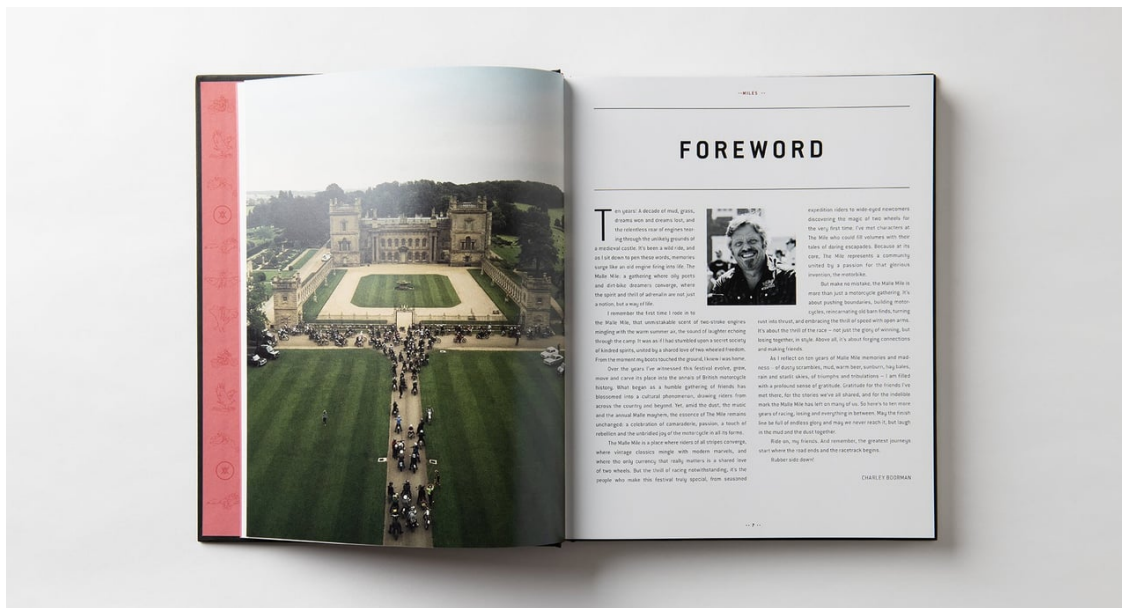 MILES
FOREWORD
Ten years! A decade of mud, grass,
dreams won and dreams lost, and
the relentless roar of engines tear-
ing through the unlikely grounds of
a medieval castle. It's been a wild ride, and
as I sit down to pen these words, memories
surge like an old engine firing into life. The
Malle Mile: a gathering where oily pants
and dirt-bike dreamers converge, where
the spirit and thrill of adrenalin are not just
a notion, but a way of life.
I remember the first time I rode in to
the Malle Mile, that unmistakable scent of two-stroke engines
mingling with the warm summer air, the sound of laughter echoing
through the camp. It was as if I had stumbled upon a secret society
of kindred spirits, united by a shared love of two wheeled freedom.
From the moment my boots touched the ground, I knew I was home.
Over the years I've witnessed this festival evolve, grow,
move and carve its place into the annals of British motorcycle
history. What began as a humble gathering of friends has
blossomed into a cultural phenomenon, drawing riders from
across the country and beyond. Yet, amid the dust, the music
and the annual Malle mayhem, the essence of The Mile remains
unchanged: a celebration of camaraderie, passion, a touch of
rebellion and the unbridled joy of the motorcycle in all its forms.
The Malle Mile is a place where riders of all stripes converge,
where vintage classics mingle with modern marvels, and
where the only currency that really matters is a shared love
of two wheels. But the thrill of racing notwithstanding, it's the
people who make this festival truly special, from seasoned
expedition riders to wide-eyed newcomers
discovering the magic of two wheels for
the very first time. I've met characters at
The Mile who could fill volumes with their
tales of daring escapades. Because at its
core, The Mile represents a community
united by a passion for that glorious
invention, the motorbike.
But make no mistake, the Malle Mile is
more than just a motorcycle gathering. It's
about pushing boundaries, building motor-
cycles, reincarnating old barn finds, turning
rust into thrust, and embracing the thrill of speed with open arms.
It's about the thrill of the race – not just the glory of winning, but
losing together, in style. Above all, it's about forging connections
and making friends.
As I reflect on ten years of Malle Mile memories and mad-
ness - of dusty scrambles, mud, warm beer, sunburn, hay bales,
rain and starlit skies, of triumphs and tribulations – I am filled
with a profound sense of gratitude. Gratitude for the friends I've
met there, for the stories we've all shared, and for the indelible
mark the Malle Mile has left on many of us. So here's to ten more
years of racing, losing and everything in between. May the finish
line be full of endless glory and may we never reach it, but laugh
in the mud and the dust together.
Ride on, my friends. And remember, the greatest journeys
start where the road ends and the racetrack begins.
Rubber side down!
CHARLEY BOORMAN
7